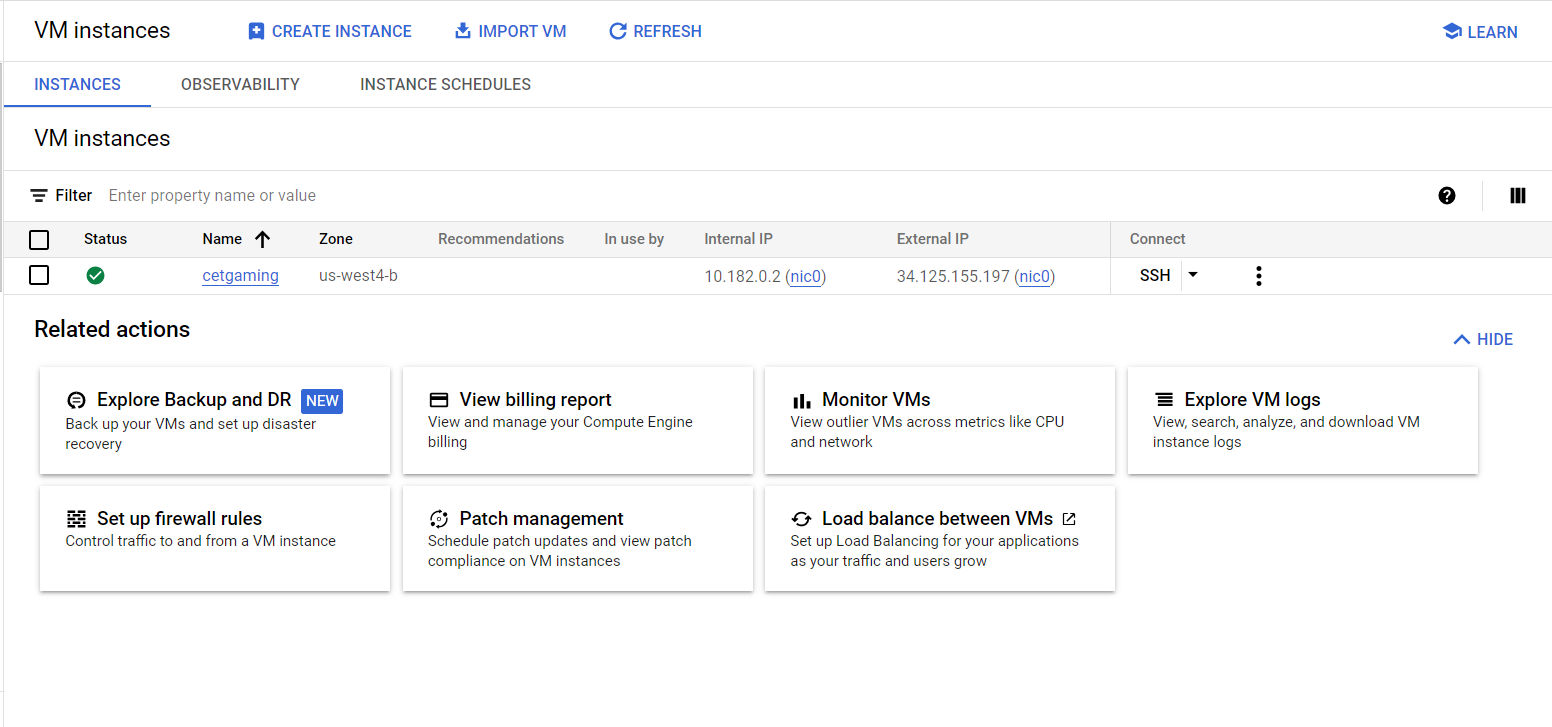 VM instances CREATE INSTANCE IMPORT VM REFRESH LEARN
INSTANCES OBSERVABILITY INSTANCE SCHEDULES
VM instances
Filter Enter property name or value
Status Name Zone Recommendations In use by Internal IP External IP Connect
cetgaming us-west4-b 10.182.0.2 (nic0) 34.125.155.197 (nic0) SSH
Related actions
HIDE
Explore Backup and DR NEW
Back up your VMs and set up disaster
recovery
View billing report
View and manage your Compute Engine
billing
Monitor VMs
View outlier VMs across metrics like CPU
and network
Explore VM logs
View, search, analyze, and download VM
instance logs
Set up firewall rules
Control traffic to and from a VM instance
Patch management
Schedule patch updates and view patch
compliance on VM instances
Load balance between VMs
Set up Load Balancing for your applications
as your traffic and users grow